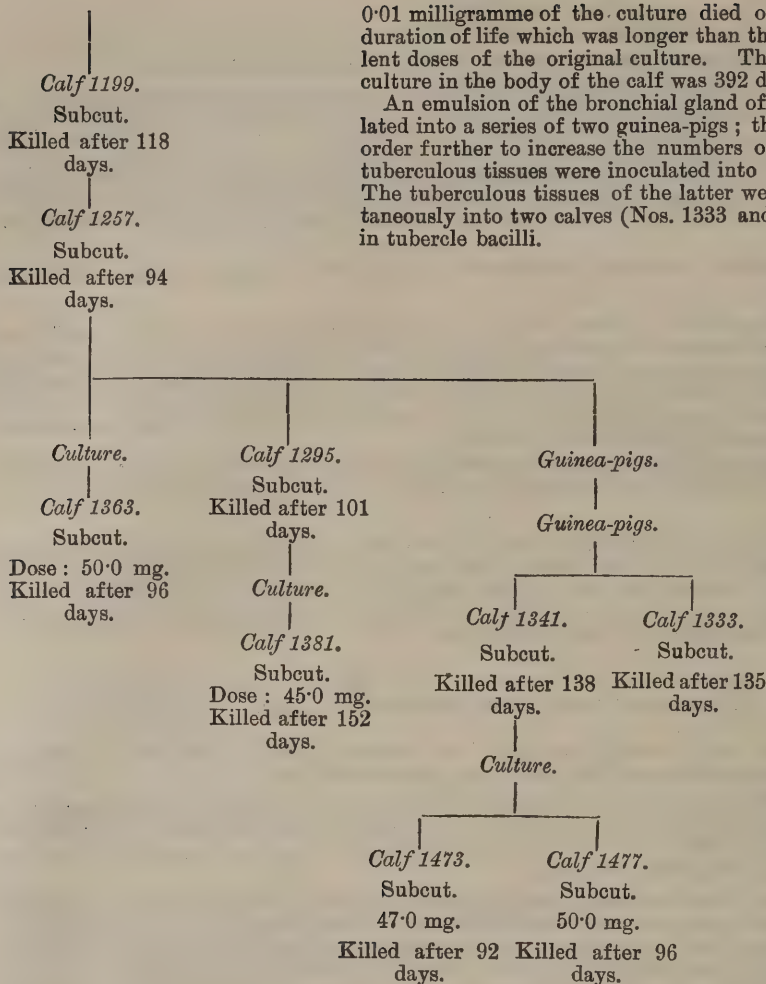 0·01 milligramme of the culture died o
duration of life which was longer than th
lent doses of the original culture. Th
culture in the body of the calf was 392 d
An emulsion of the bronchial gland of
lated into a series of two guinea-pigs; th
order further to increase the numbers o
tuberculous tissues were inoculated into
The tuberculous tissues of the latter we
taneously into two calves (Nos. 1333 and
in tubercle bacilli.
Calf 1199.
Subcut.
Killed after 118
days.
Calf 1257.
Subcut.
Killed after 94
days.
Culture.
Calf 1363.
Subcut.
Dose: 50·0 mg.
Killed after 96
days.
Calf 1295.
Subcut.
Killed after 101
days.
Culture.
Calf 1381.
Subcut.
Dose: 45·0 mg.
Killed after 152
days.
Guinea-pigs.
Guinea-pigs.
Calf 1341.
Subcut.
Killed after 138
days.
Calf 1333.
Subcut.
Killed after 135
days.
Culture.
Calf 1473.
Subcut.
47·0 mg.
Killed after 92
days.
Calf 1477.
Subcut.
50·0 mg.
Killed after 96
days.